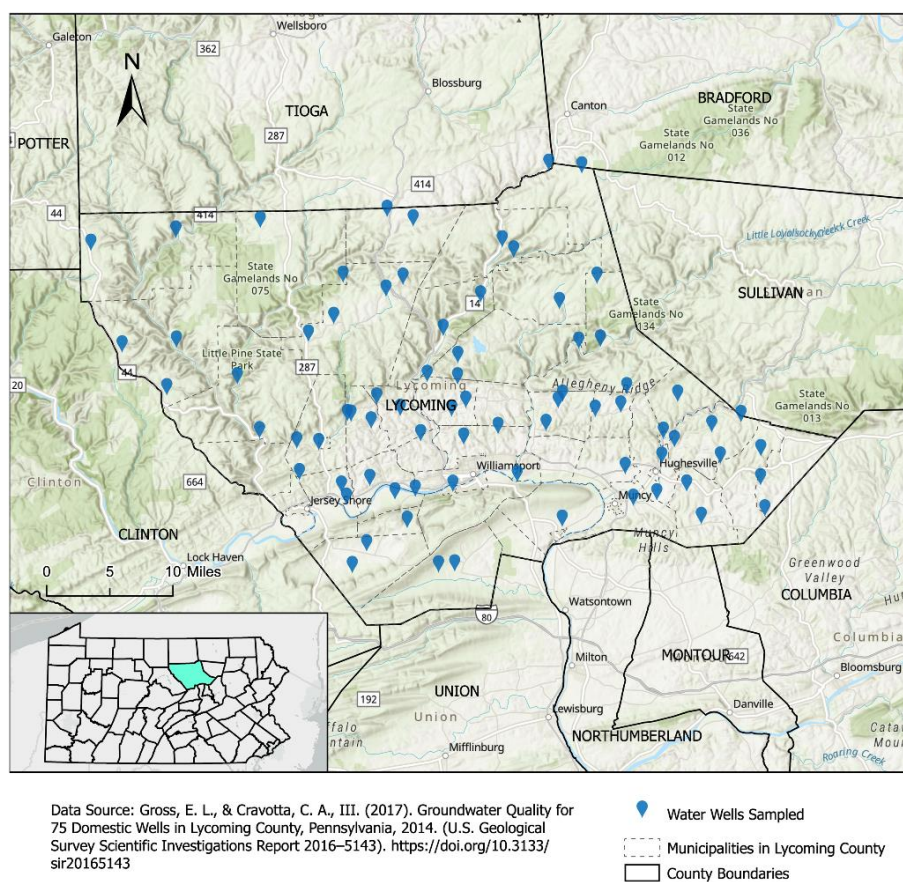 Galeton
362
Wellsboro
Blossburg
N
TIOGA
BRADFORD
State
Gamelands No
036
Canton
State
Gamelands No
012
POTTER
287
44
414
414
Little Loyalsock Creek
State
Gamelands No
075
SULLIVAN
14
State
Gamelands No
134
20
Little Pine State
Park
44
287
Lycoming
Allegheny Ridge
State
Gamelands No
013
LYCOMING
Clinton
664
Williamsport
Hughesville
Jersey Shore
Muncy
CLINTON
Lock Haven
Muncy
Hills
Greenwood
Valley
COLUMBIA
0 5 10 Miles
80
Watsontown
Columbia
MONTOUR
642
Milton
Bloomsburg
192
UNION
Union
Danville
Lewisburg
NORTHUMBERLAND
Mifflinburg
Roaring Creek
Data Source: Gross, E. L., & Cravotta, C. A., III. (2017). Groundwater Quality for
75 Domestic Wells in Lycoming County, Pennsylvania, 2014. (U.S. Geological
Survey Scientific Investigations Report 2016–5143). https://doi.org/10.3133/
sir20165143
Water Wells Sampled
Municipalities in Lycoming County
County Boundaries